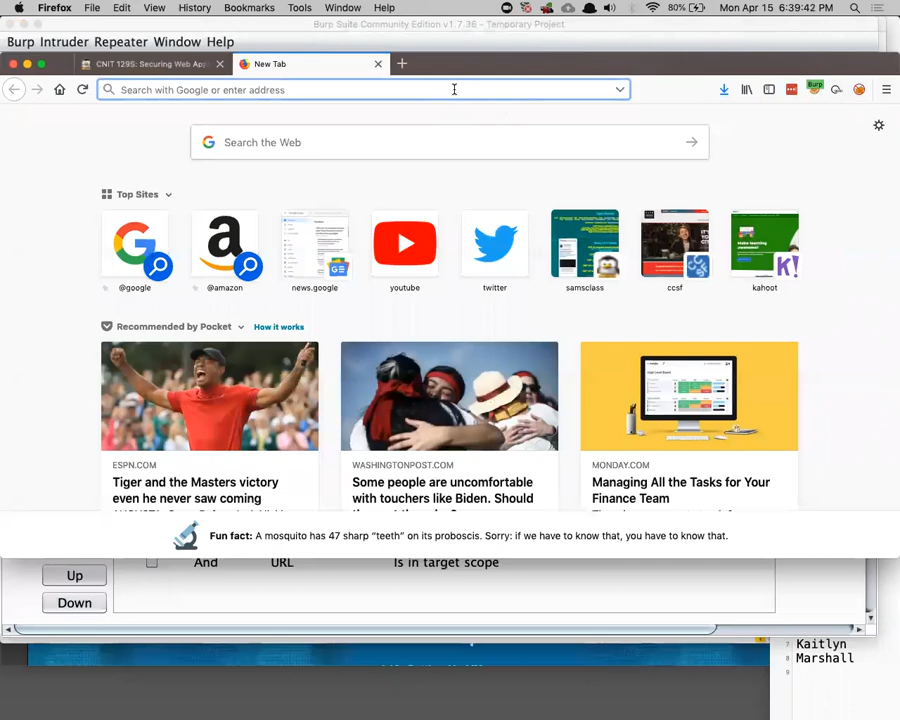 Firefox File Edit View History Bookmarks Tools Window Help 80% Mon Apr 15 6:39:42 PM
Burp Suite Community Edition v1.7.36 - Temporary Project
Burp Intruder Repeater Window Help
CNIT 129S: Securing Web App
New Tab
Search with Google or enter address
Burp
Search the Web
Top Sites
@google @amazon news.google youtube twitter samsclass ccsf kahoot
Recommended by Pocket How it works
ESPN.COM
Tiger and the Masters victory
even he never saw coming
WASHINGTONPOST.COM
Some people are uncomfortable
with touchers like Biden. Should
MONDAY.COM
Managing All the Tasks for Your
Finance Team
Fun fact: A mosquito has 47 sharp “teeth” on its proboscis. Sorry: if we have to know that, you have to know that.
And URL Is in target scope
Up
Down
7 Kaitlyn
8 Marshall
9